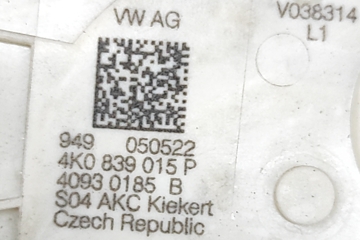 VW AG
V038314
L1
949 050522
4K0 839 015 P
4093 0185 B
S04 AKC Kiekert
Czech Republic